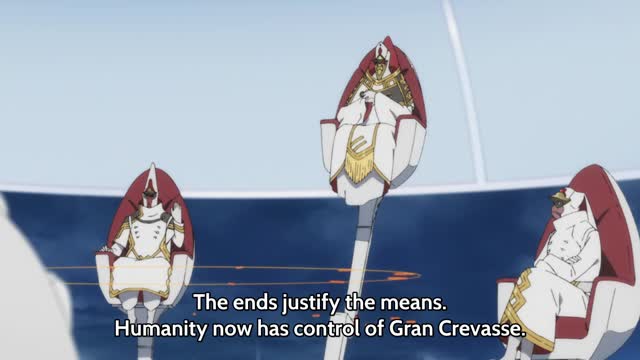 The ends justify the means.
Humanity now has control of Gran Crevasse.